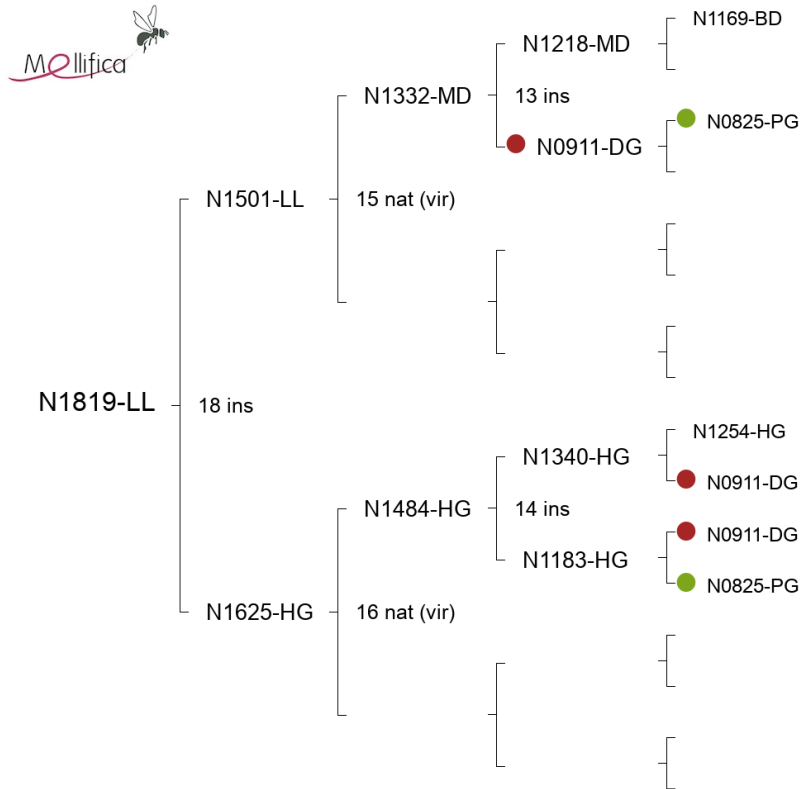 Mellifica
N1169-BD
N1218-MD
N1332-MD
13 ins
N0825-PG
N0911-DG
N1501-LL
15 nat (vir)
N1819-LL
18 ins
N1254-HG
N1340-HG
N0911-DG
N1484-HG
14 ins
N0911-DG
N1183-HG
N0825-PG
N1625-HG
16 nat (vir)